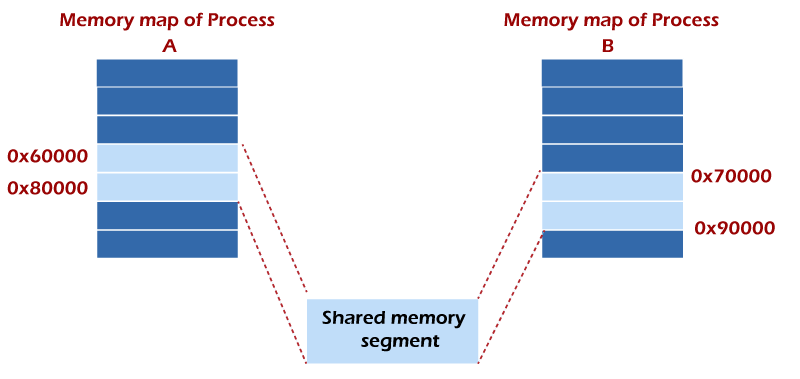 Memory map of Process
A
Memory map of Process
B
0x60000
0x80000
0x70000
0x90000
Shared memory
segment